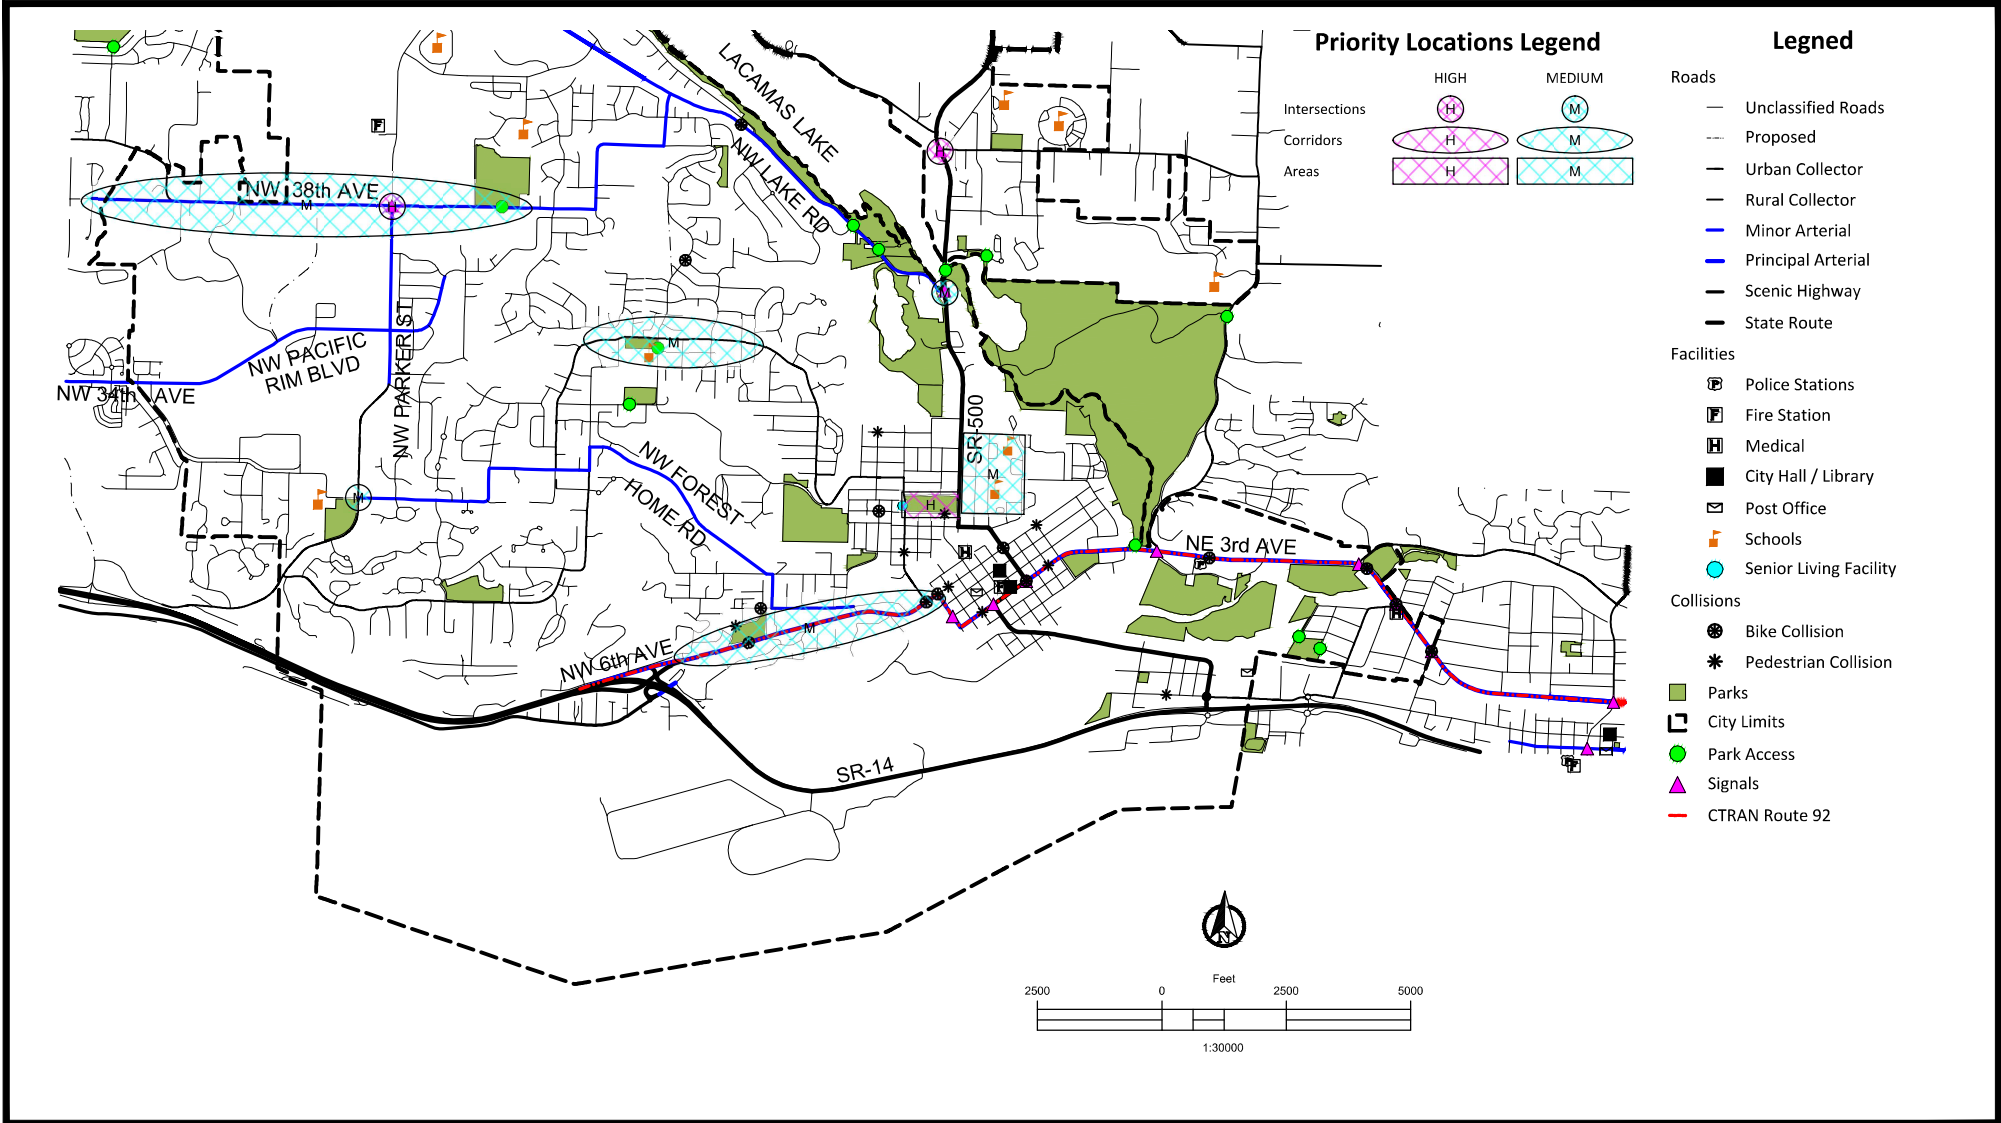 Priority Locations Legend
HIGH
MEDIUM
Intersections
H
M
Corridors
H
M
Areas
H
M
Legned
Roads
Unclassified Roads
Proposed
Urban Collector
Rural Collector
Minor Arterial
Principal Arterial
Scenic Highway
State Route
Facilities
P
Police Stations
F
Fire Station
H
Medical
City Hall / Library
Post Office
Schools
Senior Living Facility
Collisions
Bike Collision
Pedestrian Collision
Parks
City Limits
Park Access
Signals
CTRAN Route 92
LACAMAS LAKE
NW LAKE RD
F
H
NW 38th AVE
M
H
M
NW PACIFIC
RIM BLVD
NW PARKER ST
NW 34th AVE
M
SR-500
M
NW FOREST
HOME RD
M
H
H
NE 3rd AVE
P
F
H
M
NW 6th AVE
SR-14
P
F
N
Feet
2500
0
2500
5000
1:30000